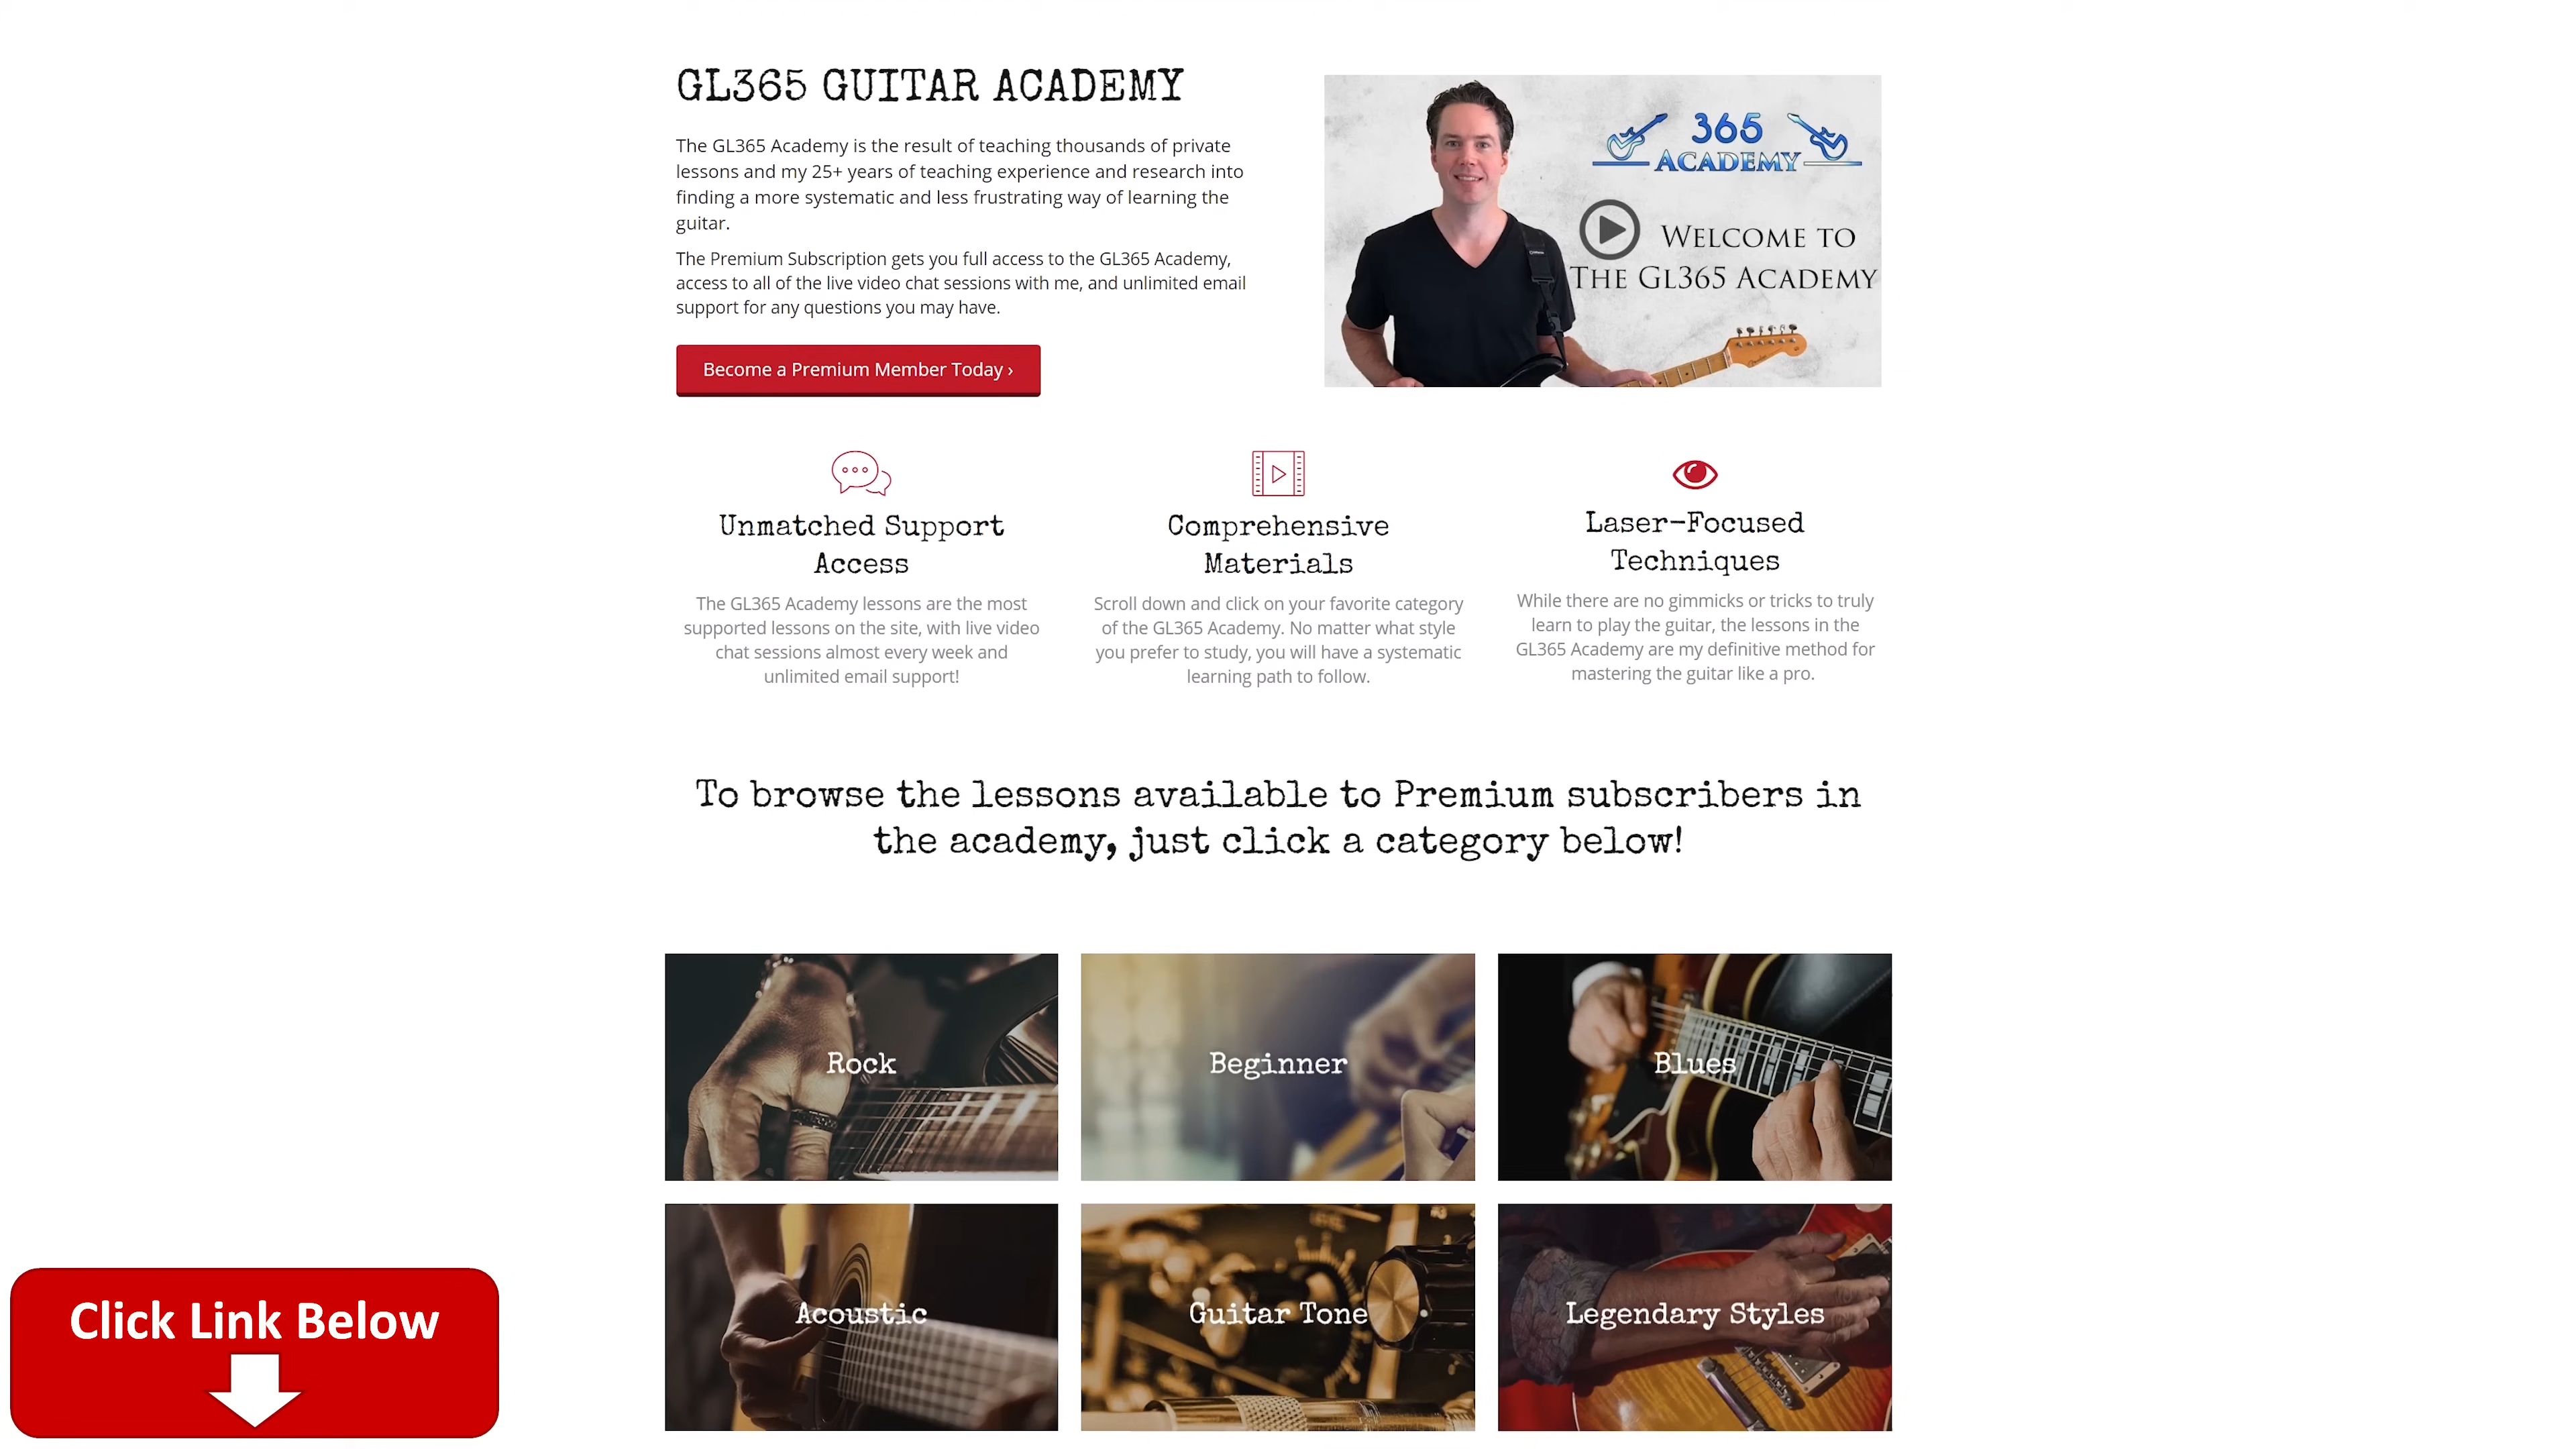 GL365 GUITAR ACADEMY
The GL365 Academy is the result of teaching thousands of private
lessons and my 25+ years of teaching experience and research into
finding a more systematic and less frustrating way of learning the
guitar.
The Premium Subscription gets you full access to the GL365 Academy,
access to all of the live video chat sessions with me, and unlimited email
support for any questions you may have.
Become a Premium Member Today ›
365
ACADEMY
WELCOME TO
THE GL365 ACADEMY
Unmatched Support
Access
The GL365 Academy lessons are the most
supported lessons on the site, with live video
chat sessions almost every week and
unlimited email support!
Comprehensive
Materials
Scroll down and click on your favorite category
of the GL365 Academy. No matter what style
you prefer to study, you will have a systematic
learning path to follow.
Laser-Focused
Techniques
While there are no gimmicks or tricks to truly
learn to play the guitar, the lessons in the
GL365 Academy are my definitive method for
mastering the guitar like a pro.
To browse the lessons available to Premium subscribers in
the academy, just click a category below!
Rock
Beginner
Blues
Acoustic
Guitar Tone
Legendary Styles
Click Link Below